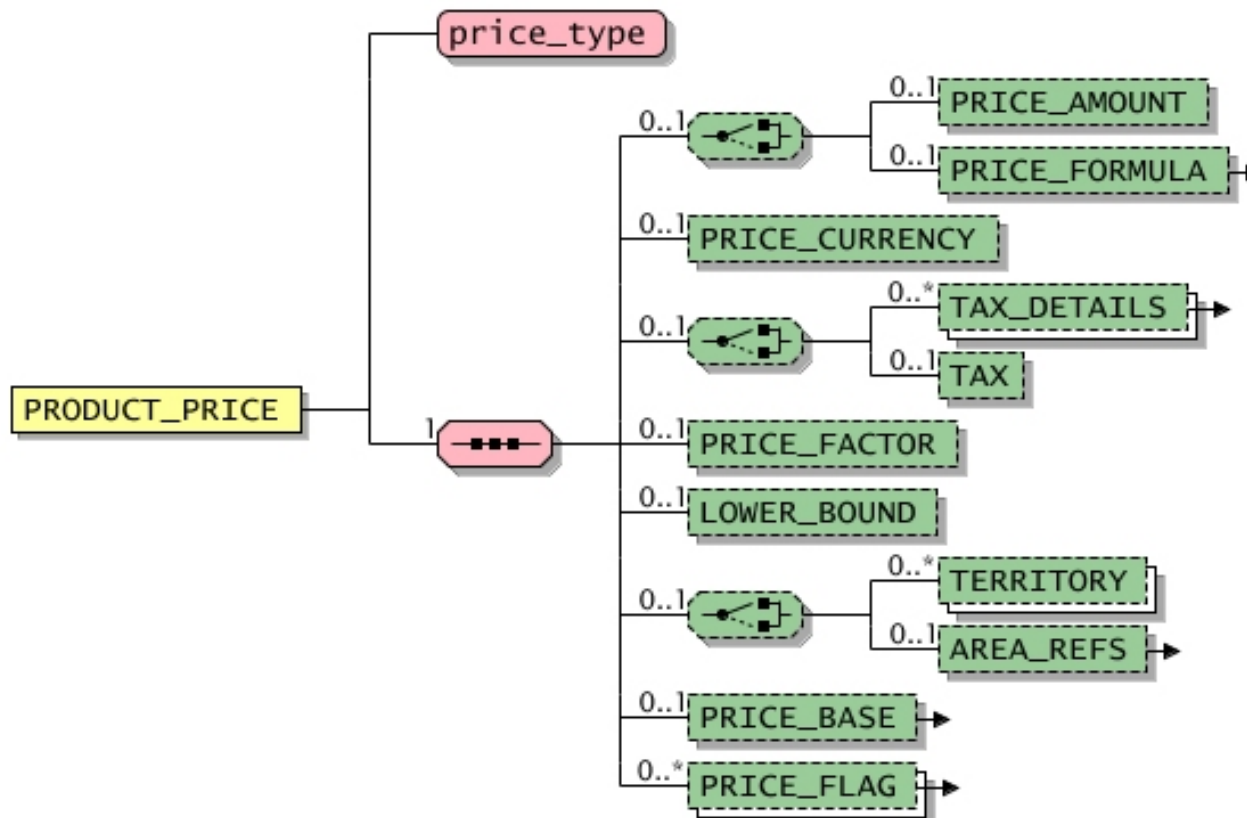 price_type
0..1 PRICE_AMOUNT
0..1
0..1 PRICE_FORMULA
0..1 PRICE_CURRENCY
0..* TAX_DETAILS
0..1
0..1 TAX
PRODUCT_PRICE
1
0..1 PRICE_FACTOR
0..1 LOWER_BOUND
0..* TERRITORY
0..1
0..1 AREA_REFS
0..1 PRICE_BASE
0..* PRICE_FLAG